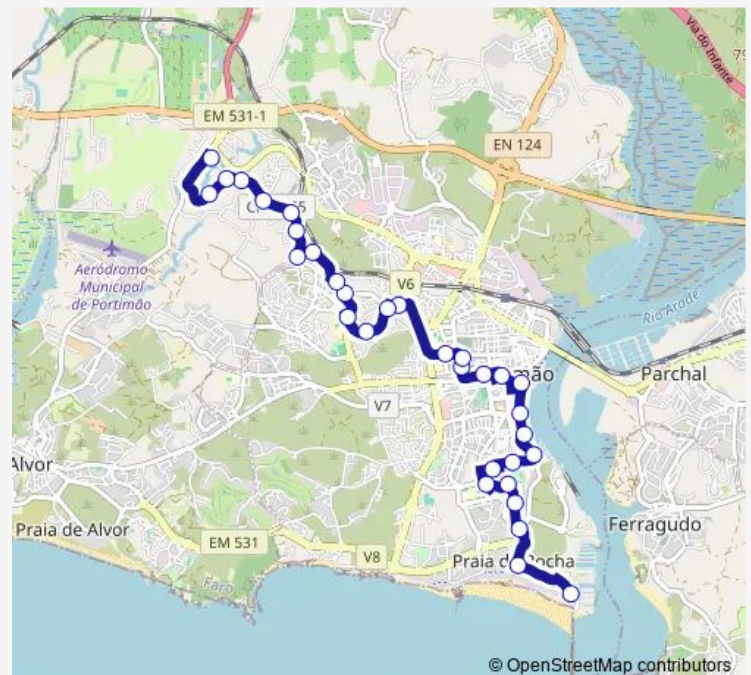 Via do Infante
EM 531-1
EN 124
Aeródromo
Municipal
de Portimão
V6
Rio Arade
Parchal
V7
Alvor
Praia de Alvor
EM 531
Ferragudo
V8
Faro
© OpenStreetMap contributors